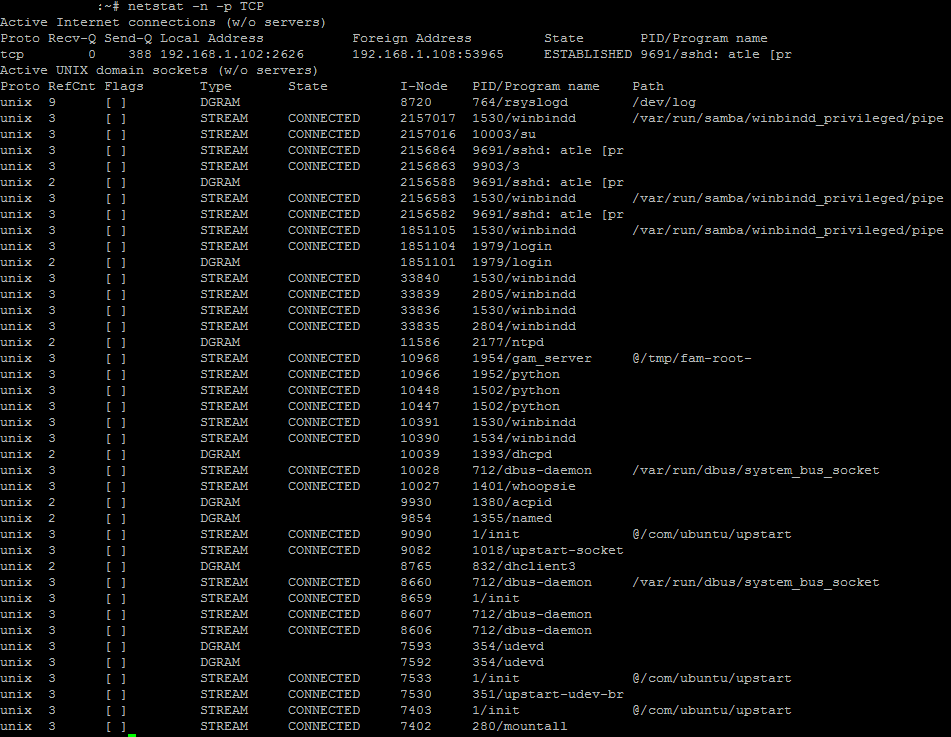 :~# netstat -n -p TCP
Active Internet connections (w/o servers)
Proto Recv-Q Send-Q Local Address           Foreign Address         State       PID/Program name
tcp        0    388 192.168.1.102:2626      192.168.1.108:53965     ESTABLISHED 9691/sshd: atle [pr
Active UNIX domain sockets (w/o servers)
Proto RefCnt Flags       Type       State         I-Node   PID/Program name    Path
unix  9      [ ]         DGRAM                    8720     764/rsyslogd        /dev/log
unix  3      [ ]         STREAM     CONNECTED     2157017  1530/winbindd       /var/run/samba/winbindd_privileged/pipe
unix  3      [ ]         STREAM     CONNECTED     2157016  10003/su
unix  3      [ ]         STREAM     CONNECTED     2156864  9691/sshd: atle [pr
unix  3      [ ]         STREAM     CONNECTED     2156863  9903/3
unix  2      [ ]         DGRAM                    2156588  9691/sshd: atle [pr
unix  3      [ ]         STREAM     CONNECTED     2156583  1530/winbindd       /var/run/samba/winbindd_privileged/pipe
unix  3      [ ]         STREAM     CONNECTED     2156582  9691/sshd: atle [pr
unix  3      [ ]         STREAM     CONNECTED     1851105  1530/winbindd       /var/run/samba/winbindd_privileged/pipe
unix  3      [ ]         STREAM     CONNECTED     1851104  1979/login
unix  2      [ ]         DGRAM                    1851101  1979/login
unix  3      [ ]         STREAM     CONNECTED     33840    1530/winbindd
unix  3      [ ]         STREAM     CONNECTED     33839    2805/winbindd
unix  3      [ ]         STREAM     CONNECTED     33836    1530/winbindd
unix  3      [ ]         STREAM     CONNECTED     33835    2804/winbindd
unix  2      [ ]         DGRAM                    11586    2177/ntpd
unix  3      [ ]         STREAM     CONNECTED     10968    1954/gam_server     @/tmp/fam-root-
unix  3      [ ]         STREAM     CONNECTED     10966    1952/python
unix  3      [ ]         STREAM     CONNECTED     10448    1502/python
unix  3      [ ]         STREAM     CONNECTED     10447    1502/python
unix  3      [ ]         STREAM     CONNECTED     10391    1530/winbindd
unix  3      [ ]         STREAM     CONNECTED     10390    1534/winbindd
unix  2      [ ]         DGRAM                    10039    1393/dhcpd
unix  3      [ ]         STREAM     CONNECTED     10028    712/dbus-daemon     /var/run/dbus/system_bus_socket
unix  3      [ ]         STREAM     CONNECTED     10027    1401/whoopsie
unix  2      [ ]         DGRAM                    9930     1380/acpid
unix  2      [ ]         DGRAM                    9854     1355/named
unix  3      [ ]         STREAM     CONNECTED     9090     1/init              @/com/ubuntu/upstart
unix  3      [ ]         STREAM     CONNECTED     9082     1018/upstart-socket
unix  2      [ ]         DGRAM                    8765     832/dhclient3
unix  3      [ ]         STREAM     CONNECTED     8660     712/dbus-daemon     /var/run/dbus/system_bus_socket
unix  3      [ ]         STREAM     CONNECTED     8659     1/init
unix  3      [ ]         STREAM     CONNECTED     8607     712/dbus-daemon
unix  3      [ ]         STREAM     CONNECTED     8606     712/dbus-daemon
unix  3      [ ]         DGRAM                    7593     354/udevd
unix  3      [ ]         DGRAM                    7592     354/udevd
unix  3      [ ]         STREAM     CONNECTED     7533     1/init              @/com/ubuntu/upstart
unix  3      [ ]         STREAM     CONNECTED     7530     351/upstart-udev-br
unix  3      [ ]         STREAM     CONNECTED     7403     1/init              @/com/ubuntu/upstart
unix  3      [ ]         STREAM     CONNECTED     7402     280/mountall